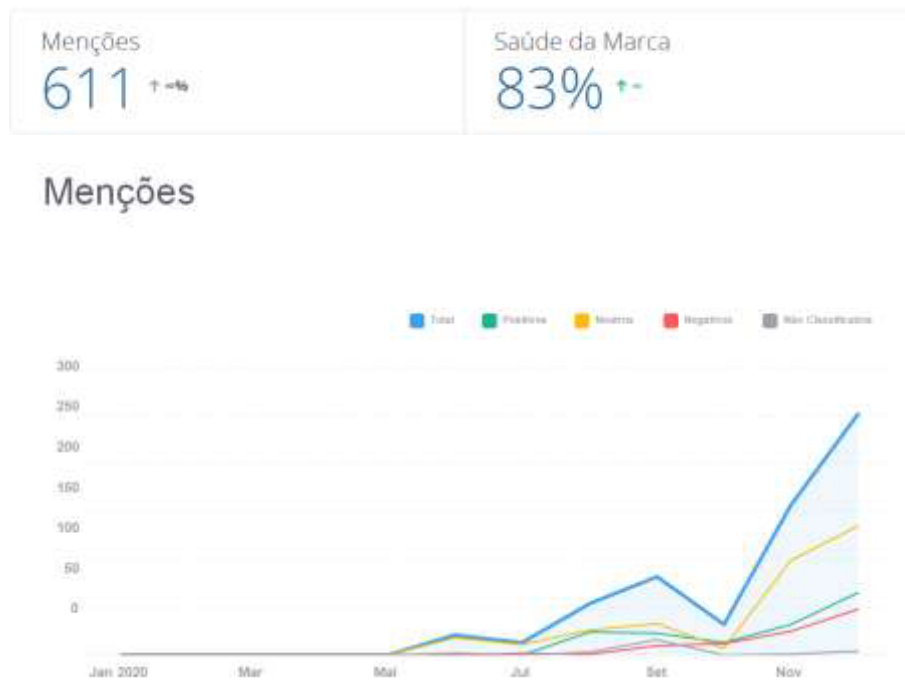 Menções
611 ↑ ∞%
Saúde da Marca
83% ↑ -
Menções
Total Positivos Neutros Negativos Não Classificados
300
250
200
150
100
50
0
Jan 2020 Mar Mai Jul Set Nov